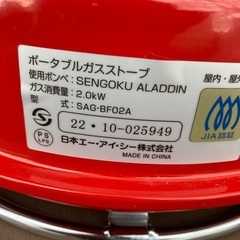 ポータブルガスストーブ
使用ボンベ：SENGOKU ALADDIN
ガス消費量：2.0kW
型　　式：SAG-BF02A
22・10-025949
PS
LPG
日本エー・アイ・シー株式会社
MADE IN CHINA
屋内・屋外
JIA認証